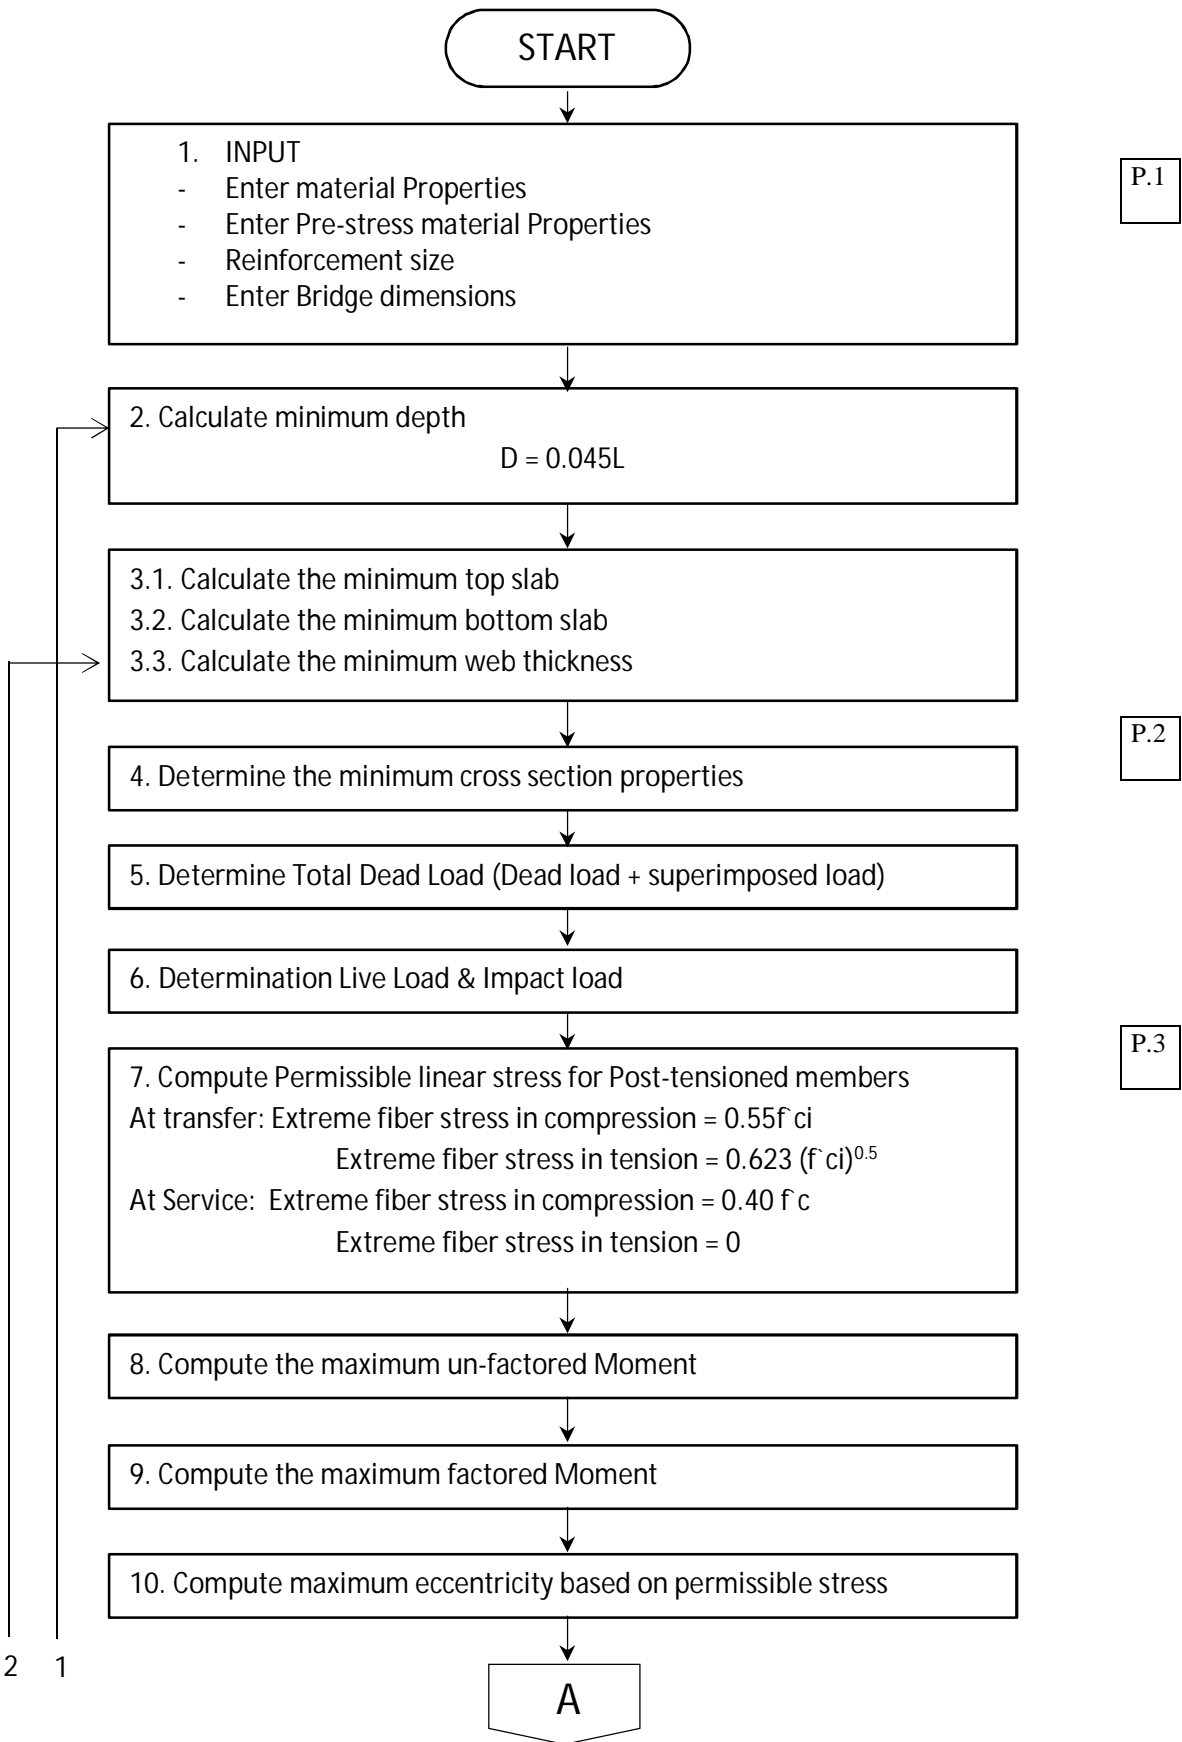 START
1. INPUT
- Enter material Properties
P.1
- Enter Pre-stress material Properties
- Reinforcement size
- Enter Bridge dimensions
2. Calculate minimum depth
D = 0.045L
3.1. Calculate the minimum top slab
3.2. Calculate the minimum bottom slab
3.3. Calculate the minimum web thickness
P.2
4. Determine the minimum cross section properties
5. Determine Total Dead Load (Dead load + superimposed load)
6. Determination Live Load & Impact load
P.3
7. Compute Permissible linear stress for Post-tensioned members
At transfer: Extreme fiber stress in compression = 0.55f`ci
Extreme fiber stress in tension = 0.623 (f`ci)^0.5
At Service: Extreme fiber stress in compression = 0.40 f`c
Extreme fiber stress in tension = 0
8. Compute the maximum un-factored Moment
9. Compute the maximum factored Moment
10. Compute maximum eccentricity based on permissible stress
2 1
A